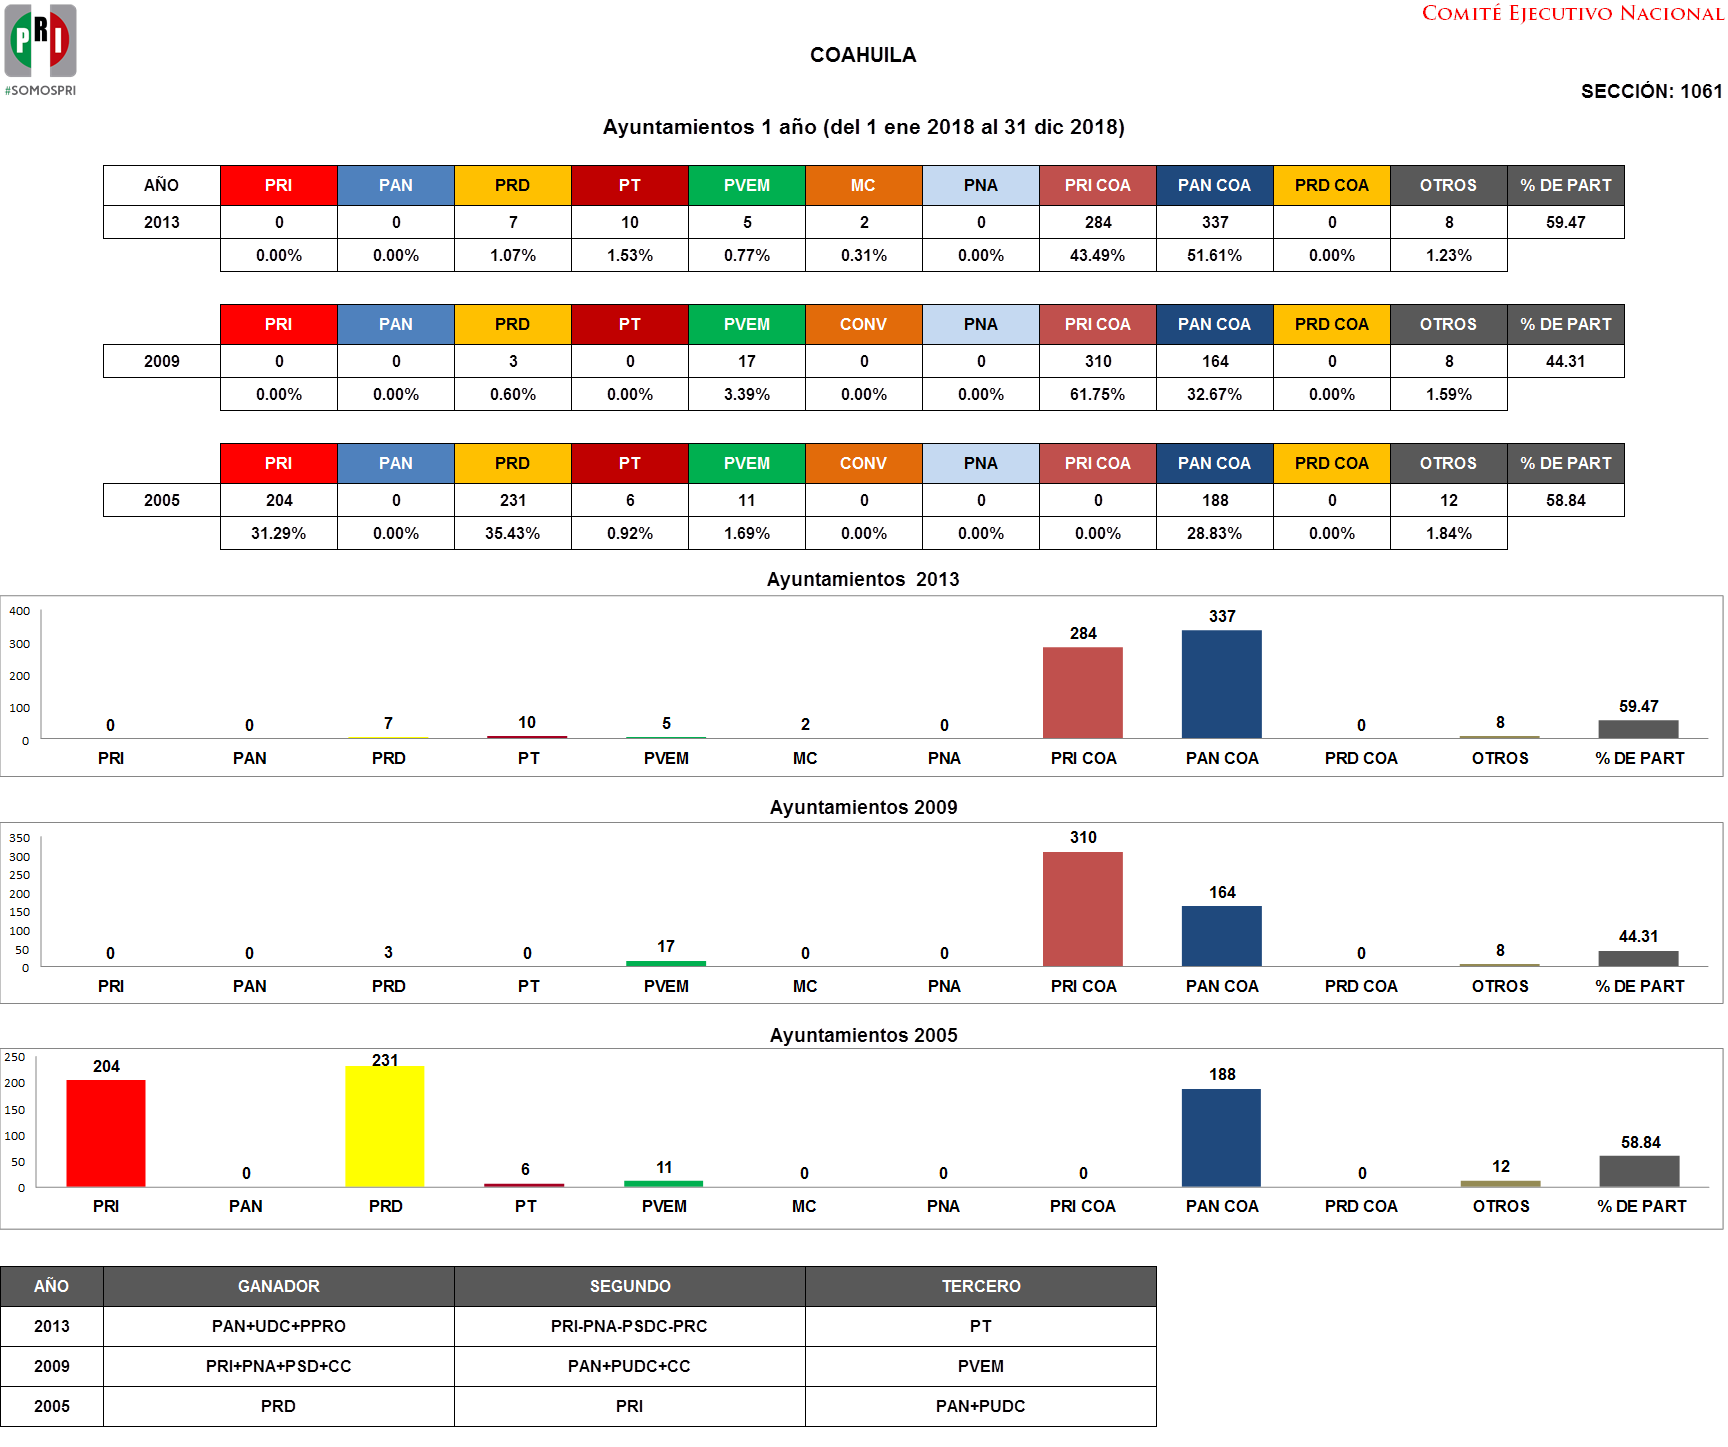 COMITÉ EJECUTIVO NACIONAL
PRI
#SOMOSPRI
COAHUILA
SECCIÓN: 1061
Ayuntamientos 1 año (del 1 ene 2018 al 31 dic 2018)
AÑO PRI PAN PRD PT PVEM MC PNA PRI COA PAN COA PRD COA OTROS % DE PART
2013 0 0 7 10 5 2 0 284 337 0 8 59.47
0.00% 0.00% 1.07% 1.53% 0.77% 0.31% 0.00% 43.49% 51.61% 0.00% 1.23%
PRI PAN PRD PT PVEM CONV PNA PRI COA PAN COA PRD COA OTROS % DE PART
2009 0 0 3 0 17 0 0 310 164 0 8 44.31
0.00% 0.00% 0.60% 0.00% 3.39% 0.00% 0.00% 61.75% 32.67% 0.00% 1.59%
PRI PAN PRD PT PVEM CONV PNA PRI COA PAN COA PRD COA OTROS % DE PART
2005 204 0 231 6 11 0 0 0 188 0 12 58.84
31.29% 0.00% 35.43% 0.92% 1.69% 0.00% 0.00% 0.00% 28.83% 0.00% 1.84%
Ayuntamientos 2013
400
300
200
100
0
0 0 7 10 5 2 0 284 337 0 8 59.47
PRI PAN PRD PT PVEM MC PNA PRI COA PAN COA PRD COA OTROS % DE PART
Ayuntamientos 2009
350
300
250
200
150
100
50
0
0 0 3 0 17 0 0 310 164 0 8 44.31
PRI PAN PRD PT PVEM MC PNA PRI COA PAN COA PRD COA OTROS % DE PART
Ayuntamientos 2005
250
200
150
100
50
0
204 0 231 6 11 0 0 0 188 0 12 58.84
PRI PAN PRD PT PVEM MC PNA PRI COA PAN COA PRD COA OTROS % DE PART
AÑO GANADOR SEGUNDO TERCERO
2013 PAN+UDC+PPRO PRI-PNA-PSDC-PRC PT
2009 PRI+PNA+PSD+CC PAN+PUDC+CC PVEM
2005 PRD PRI PAN+PUDC